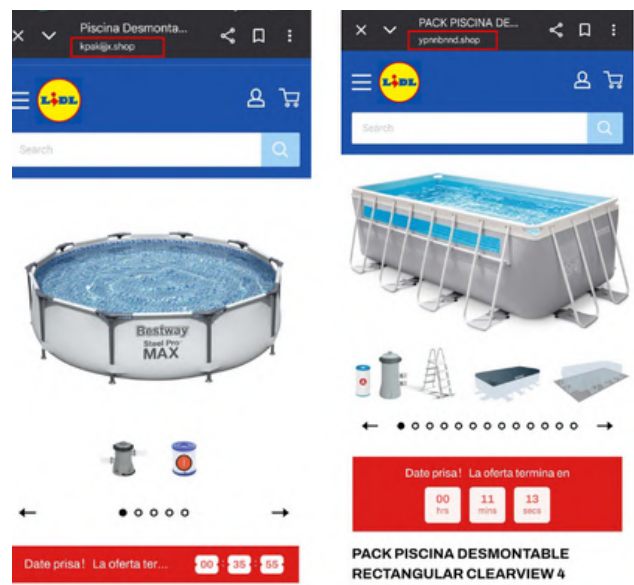 Piscina Desmonta...
kpakijjx.shop
LIDL
Search
Bestway
Steel Pro
MAX
Date prisa! La oferta ter...
00 : 35 : 55
PACK PISCINA DE...
ypnnbnnd.shop
LIDL
Search
Date prisa! La oferta termina en
00 11 13
hrs mins secs
PACK PISCINA DESMONTABLE
RECTANGULAR CLEARVIEW 4